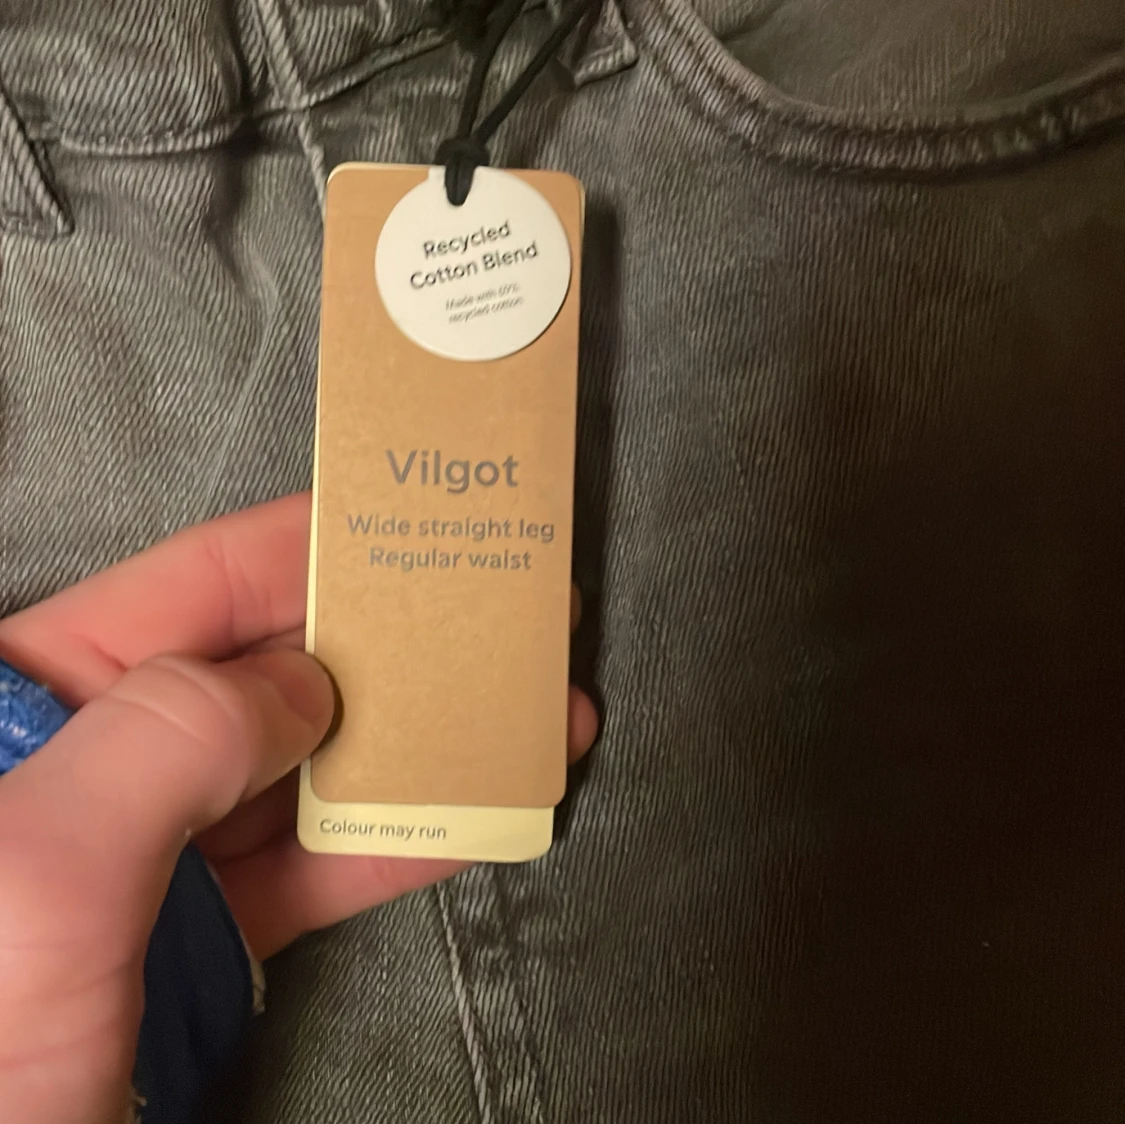 Recycled
Cotton Blend
Made with
recycled cotton
Vilgot
Wide straight leg
Regular waist
Colour may run